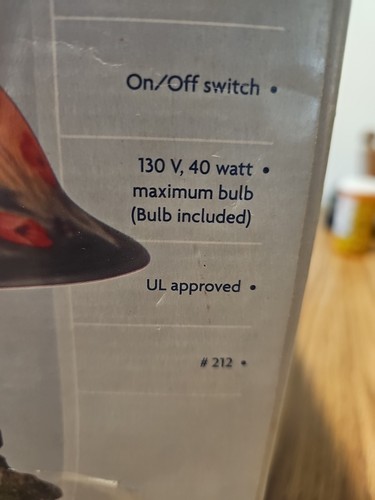 On/Off switch •
130 V, 40 watt •
maximum bulb
(Bulb included)
UL approved •
# 212 •